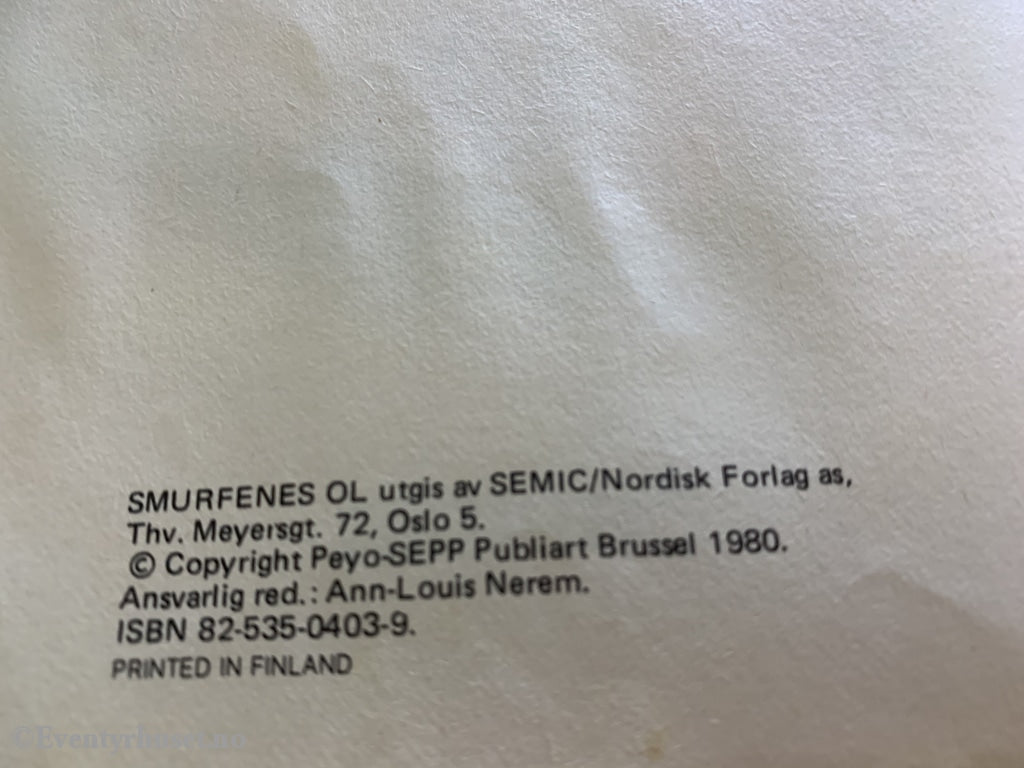 SMURFENES OL utgis av SEMIC/Nordisk Forlag as,
Thv. Meyersgt. 72, Oslo 5.
© Copyright Peyo-SEPP Publiart Brussel 1980.
Ansvarlig red.: Ann-Louis Nerem.
ISBN 82-535-0403-9.
PRINTED IN FINLAND